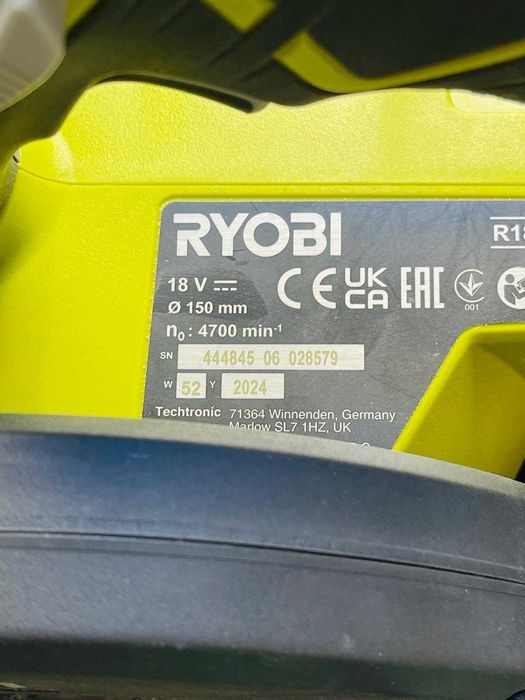 RYOBI
R18
18 V
Ø 150 mm
n₀ : 4700 min⁻¹
CE UK CA EAC
001
SN 444845 06 028579
W 52 Y 2024
Techtronic 71364 Winnenden, Germany
Marlow SL7 1HZ, UK